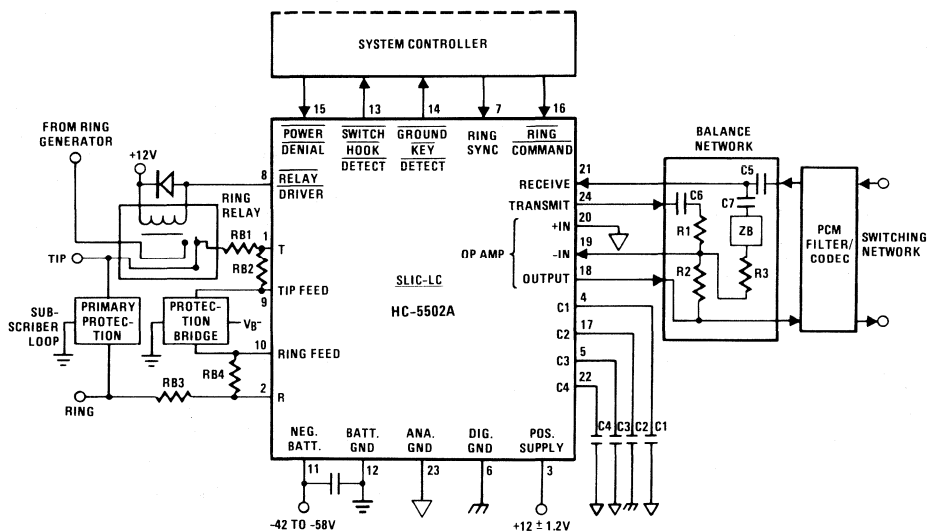 SYSTEM CONTROLLER
15
13
14
7
16
FROM RING
GENERATOR
+12V
POWER
DENIAL
SWITCH
HOOK
DETECT
GROUND
KEY
DETECT
RING
SYNC
RING
COMMAND
BALANCE
NETWORK
8
RELAY
DRIVER
RING
RELAY
RB1
1
T
RB2
TIP
TIP FEED
9
SUB-
SCRIBER
LOOP
PRIMARY
PROTECTION
PROTEC-
TION
BRIDGE
VB-
10
RING FEED
RB4
RB3
2
R
RING
SLIC-LC
HC-5502A
21
RECEIVE
24
TRANSMIT
20
+IN
OP AMP
19
-IN
18
OUTPUT
4
C1
17
C2
5
C3
22
C4
C5
C6
C7
R1
ZB
R2
R3
PCM
FILTER/
CODEC
SWITCHING
NETWORK
C4
C3
C2
C1
NEG.
BATT.
BATT.
GND
ANA.
GND
DIG.
GND
POS.
SUPPLY
11
12
23
6
3
-42 TO -58V
+12 ± 1.2V